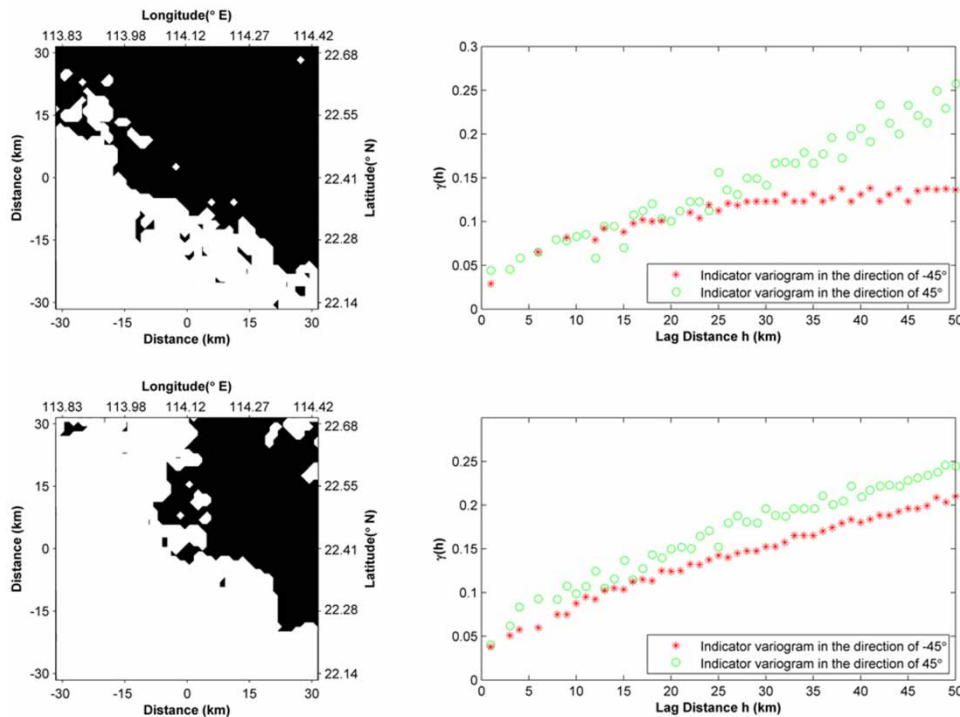 Longitude(° E)
113.83 113.98 114.12 114.27 114.42
30
15
0
-15
-30
Distance (km)
22.68
22.55
22.41
22.28
22.14
Latitude(° N)
-30 -15 0 15 30
Distance (km)
0.3
0.25
0.2
0.15
0.1
0.05
0
γ(h)
Indicator variogram in the direction of -45°
Indicator variogram in the direction of 45°
0 5 10 15 20 25 30 35 40 45 50
Lag Distance h (km)
Longitude(° E)
113.83 113.98 114.12 114.27 114.42
30
15
0
-15
-30
Distance (km)
22.68
22.55
22.41
22.28
22.14
Latitude(° N)
-30 -15 0 15 30
Distance (km)
0.25
0.2
0.15
0.1
0.05
0
γ(h)
Indicator variogram in the direction of -45°
Indicator variogram in the direction of 45°
0 5 10 15 20 25 30 35 40 45 50
Lag Distance h (km)